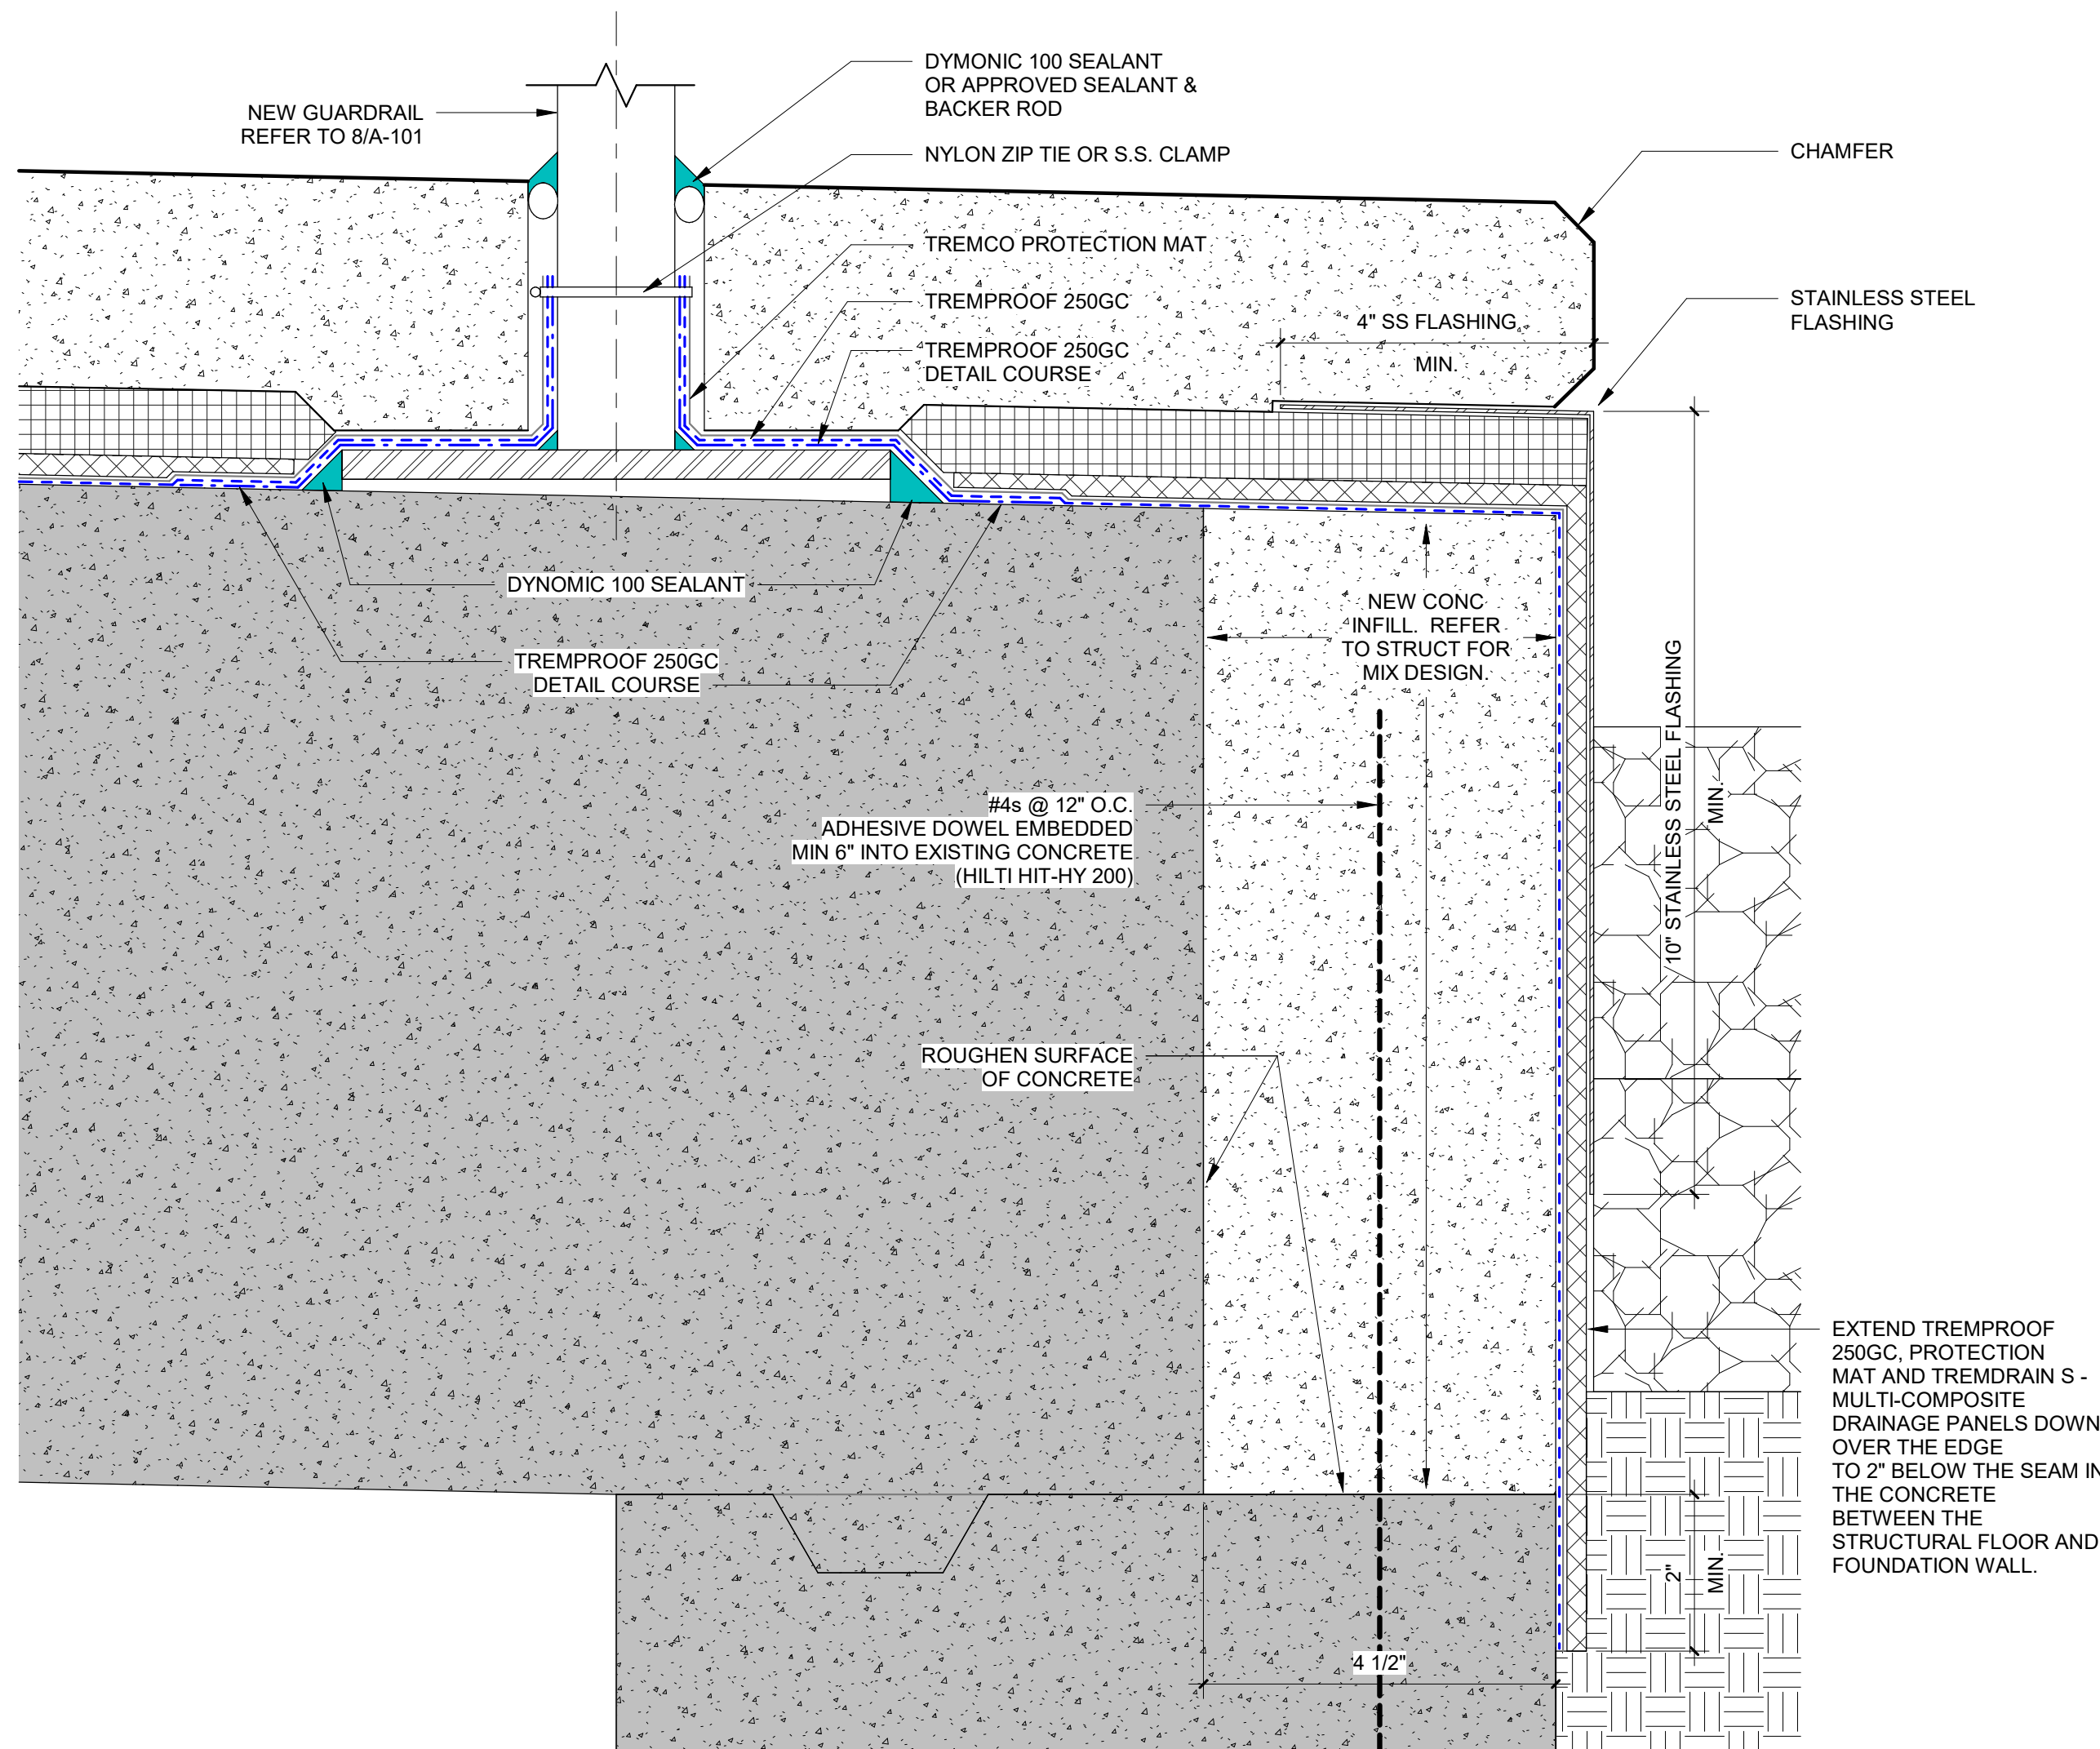 DYMONIC 100 SEALANT
OR APPROVED SEALANT &
BACKER ROD
NEW GUARDRAIL
REFER TO 8/A-101
NYLON ZIP TIE OR S.S. CLAMP
CHAMFER
TREMCO PROTECTION MAT
TREMPROOF 250GC
TREMPROOF 250GC
DETAIL COURSE
4" SS FLASHING
MIN.
STAINLESS STEEL
FLASHING
DYNOMIC 100 SEALANT
TREMPROOF 250GC
DETAIL COURSE
NEW CONC
INFILL. REFER
TO STRUCT FOR
MIX DESIGN.
#4s @ 12" O.C.
ADHESIVE DOWEL EMBEDDED
MIN 6" INTO EXISTING CONCRETE
(HILTI HIT-HY 200)
10" STAINLESS STEEL FLASHING
MIN.
ROUGHEN SURFACE
OF CONCRETE
EXTEND TREMPROOF
250GC, PROTECTION
MAT AND TREMDRAIN S -
MULTI-COMPOSITE
DRAINAGE PANELS DOWN
OVER THE EDGE
TO 2" BELOW THE SEAM IN
THE CONCRETE
BETWEEN THE
STRUCTURAL FLOOR AND
FOUNDATION WALL.
2"
MIN.
4 1/2"